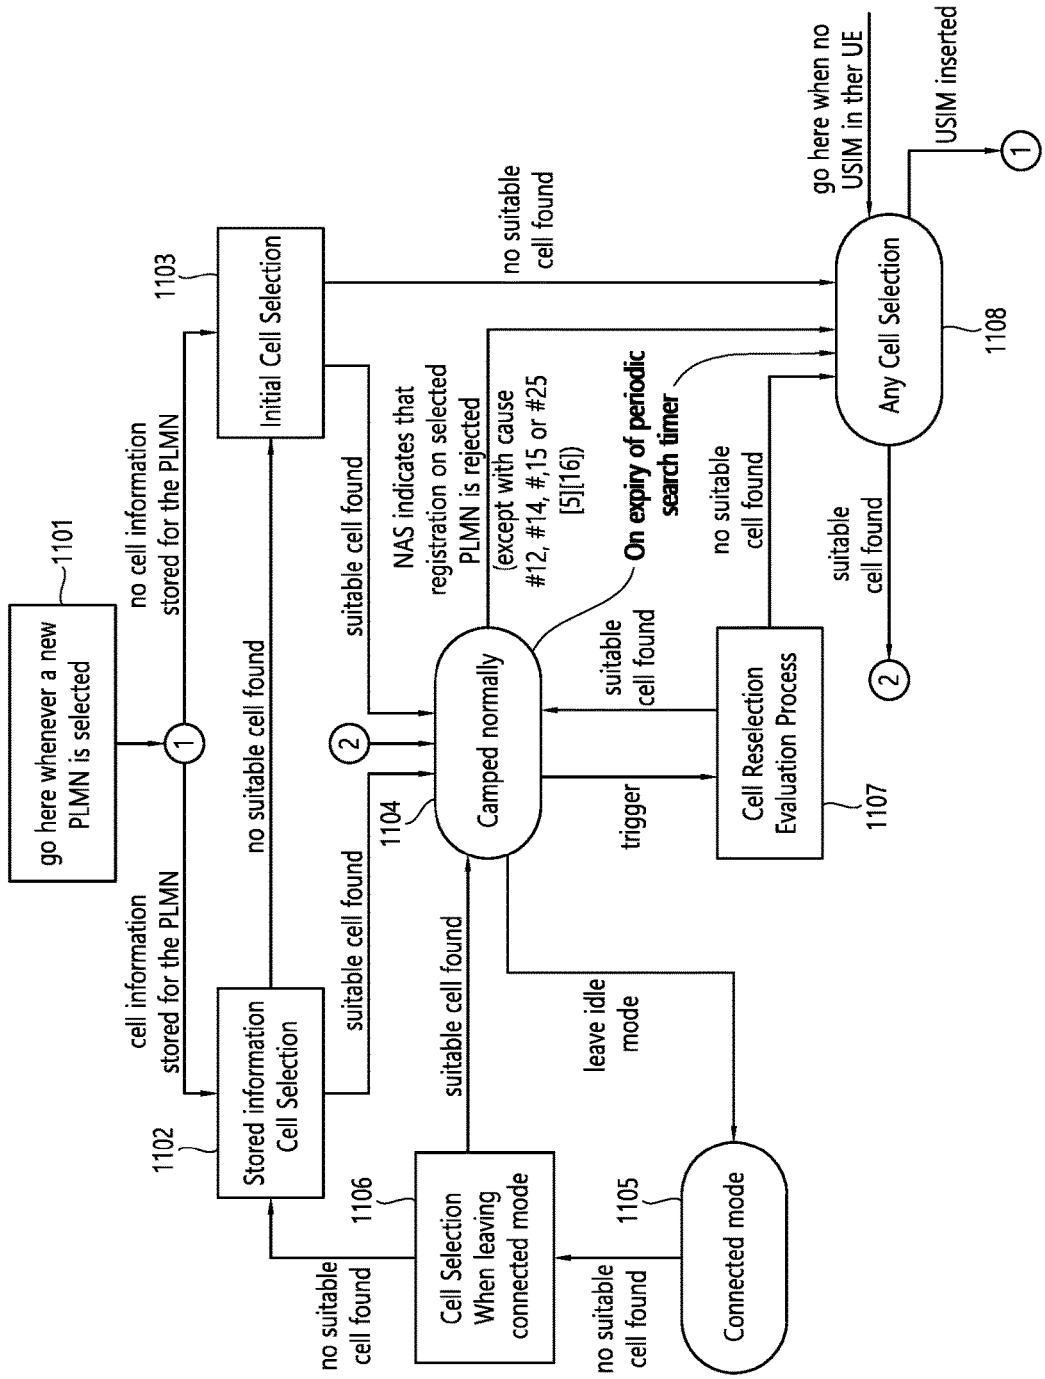 go here whenever a new
PLMN is selected
1101
cell information
stored for the PLMN
1
no cell information
stored for the PLMN
1102
Stored information
Cell Selection
no suitable cell found
1103
Initial Cell Selection
no suitable
cell found
suitable cell found
2
suitable cell found
no suitable
cell found
1106
Cell Selection
When leaving
connected mode
suitable cell found
1104
Camped normally
NAS indicates that
registration on selected
PLMN is rejected
(except with cause
#12, #14, #,15 or #25
[5][16])
On expiry of periodic
search timer
leave idle
mode
trigger
suitable
cell found
no suitable
cell found
1105
Connected mode
Cell Reselection
Evaluation Process
1107
no suitable
cell found
go here when no
USIM in ther UE
Any Cell Selection
1108
suitable
cell found
2
USIM inserted
1